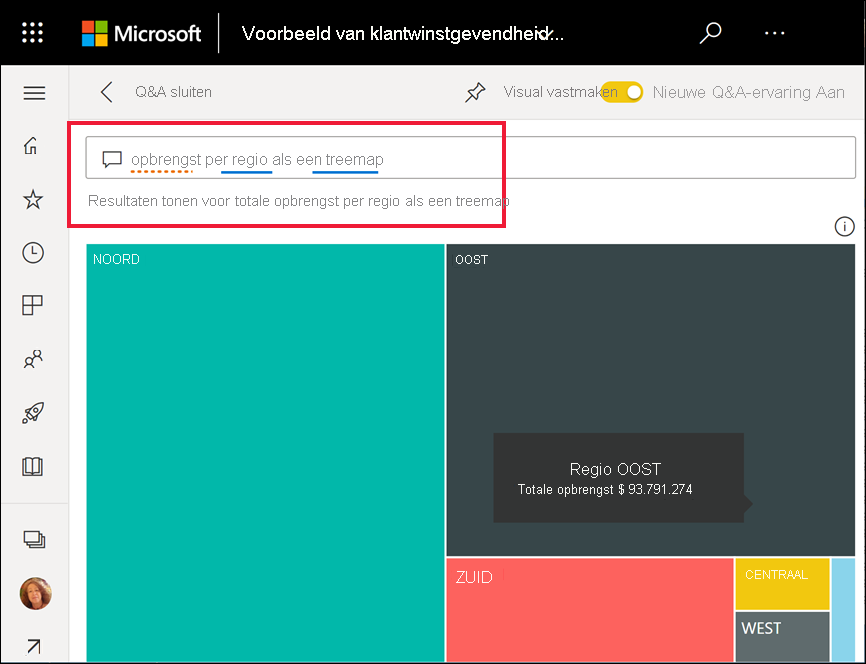 Microsoft
Voorbeeld van klantwinstgevendheid...
Q&A sluiten
Visual vastmaken
Nieuwe Q&A-ervaring Aan
opbrengst per regio als een treemap
Resultaten tonen voor totale opbrengst per regio als een treemap
NOORD
OOST
Regio OOST
Totale opbrengst $ 93.791.274
ZUID
CENTRAAL
WEST